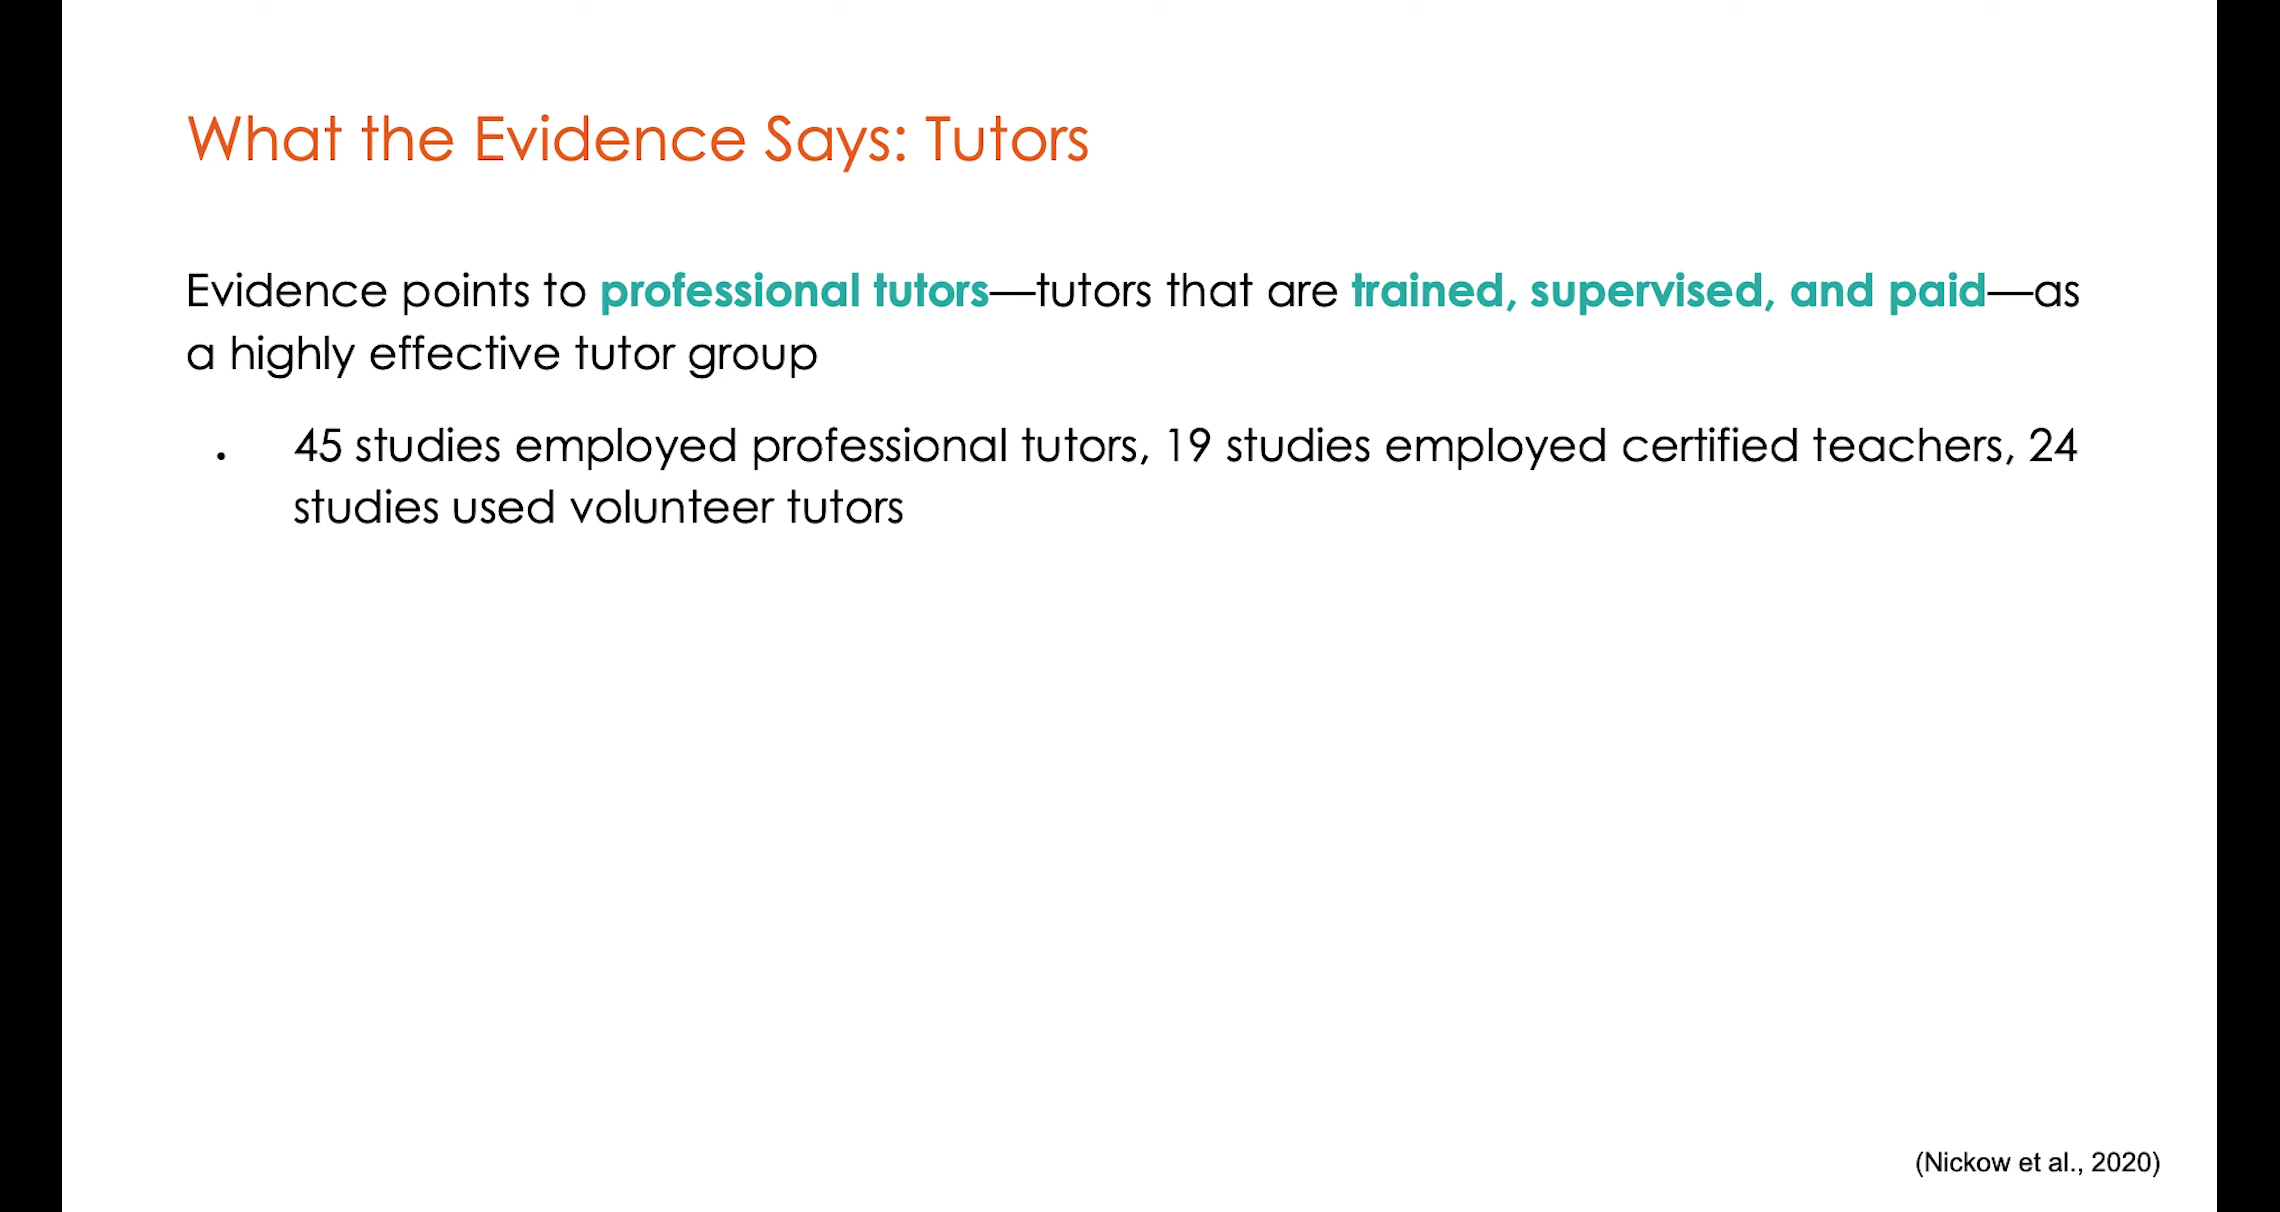 What the Evidence Says: Tutors
Evidence points to professional tutors—tutors that are trained, supervised, and paid—as
a highly effective tutor group
• 45 studies employed professional tutors, 19 studies employed certified teachers, 24
studies used volunteer tutors
(Nickow et al., 2020)